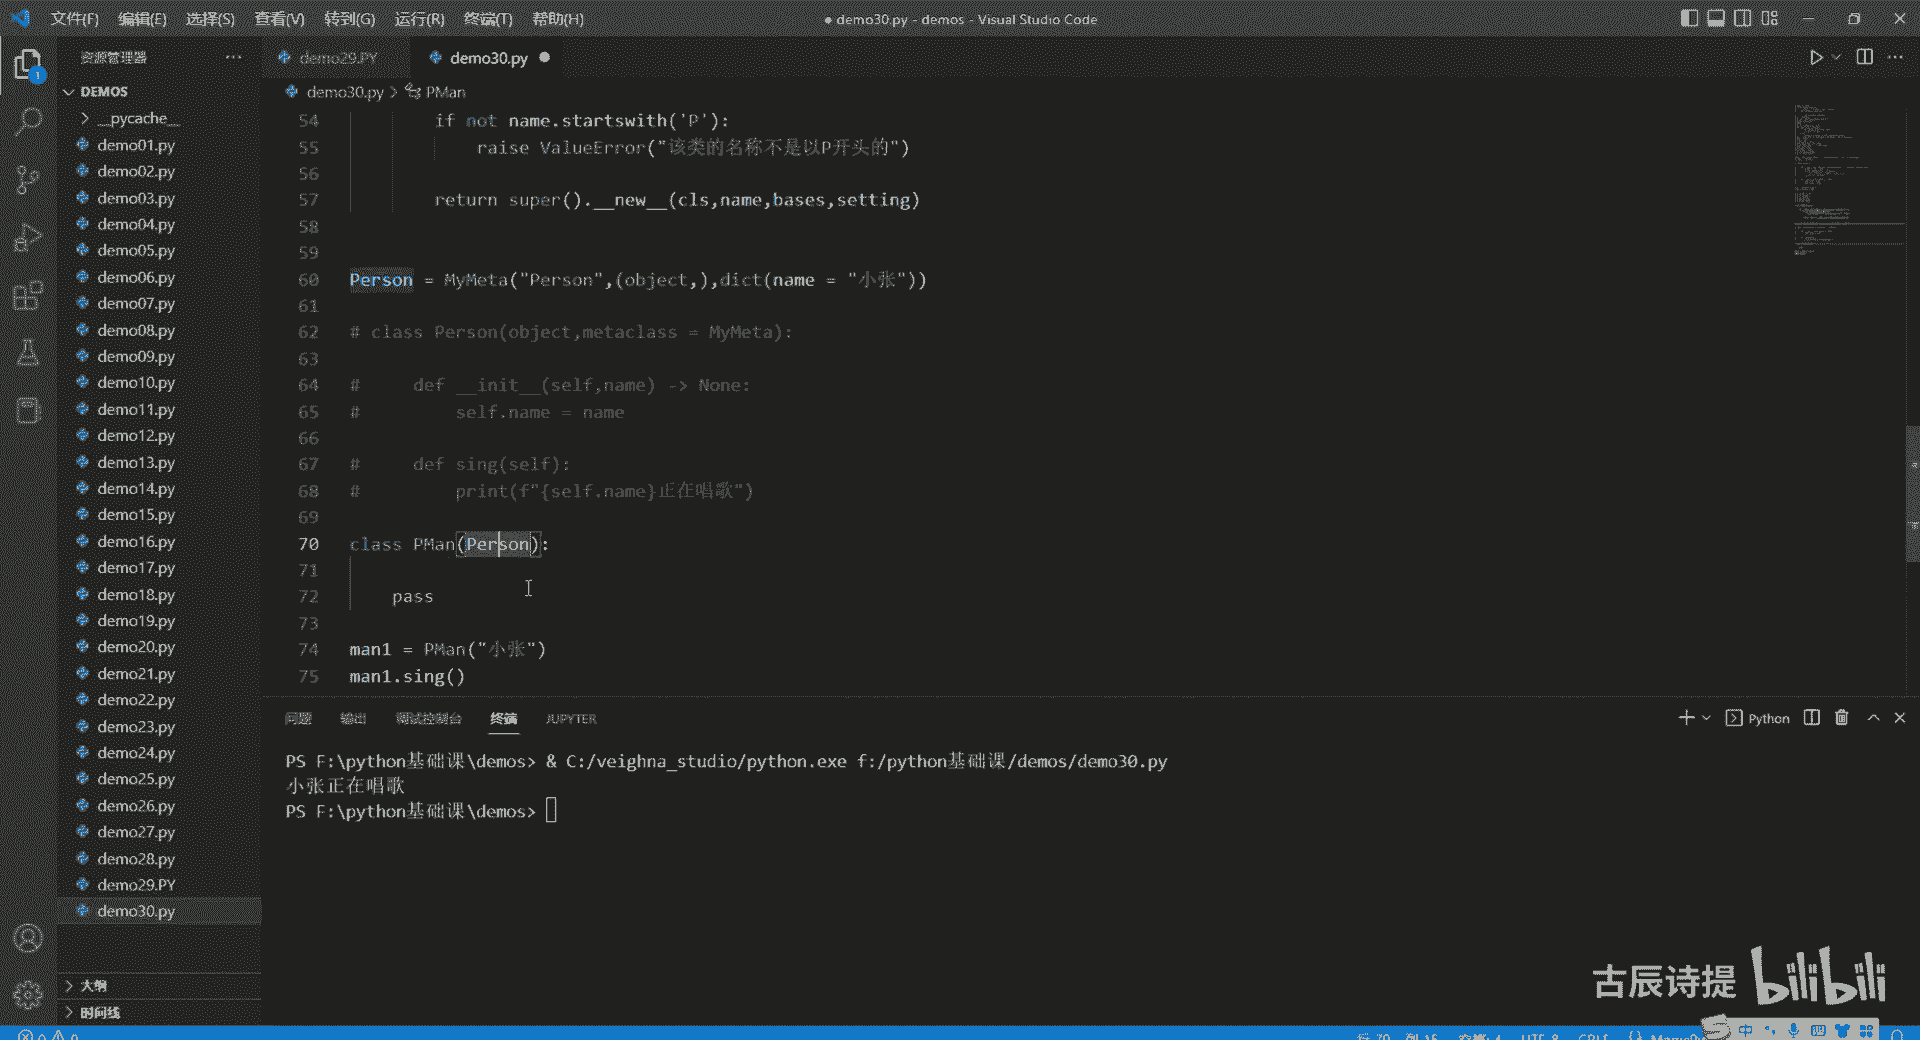 文件(F) 编辑(E) 选择(S) 查看(V) 转到(G) 运行(R) 终端(T) 帮助(H)
● demo30.py - demos - Visual Studio Code
资源管理器
demo29.PY
demo30.py
DEMOS
demo30.py > PMan
__pycache__
demo01.py
demo02.py
demo03.py
demo04.py
demo05.py
demo06.py
demo07.py
demo08.py
demo09.py
demo10.py
demo11.py
demo12.py
demo13.py
demo14.py
demo15.py
demo16.py
demo17.py
demo18.py
demo19.py
demo20.py
demo21.py
demo22.py
demo23.py
demo24.py
demo25.py
demo26.py
demo27.py
demo28.py
demo29.PY
demo30.py
大纲
时间线
1
54 if not name.startswith('P'):
55 raise ValueError("该类的名称不是以P开头的")
56
57 return super().__new__(cls,name,bases,setting)
58
59
60 Person = MyMeta("Person",(object,),dict(name = "小张"))
61
62 # class Person(object,metaclass = MyMeta):
63
64 # def __init__(self,name) -> None:
65 # self.name = name
66
67 # def sing(self):
68 # print(f"{self.name}正在唱歌")
69
70 class PMan(Person):
71
72 pass
73
74 man1 = PMan("小张")
75 man1.sing()
问题 输出 调试控制台 终端 JUPYTER
Python
PS F:\python基础课\demos> & C:/veighna_studio/python.exe f:/python基础课/demos/demo30.py
小张正在唱歌
PS F:\python基础课\demos>
古辰诗提 bilibili
中